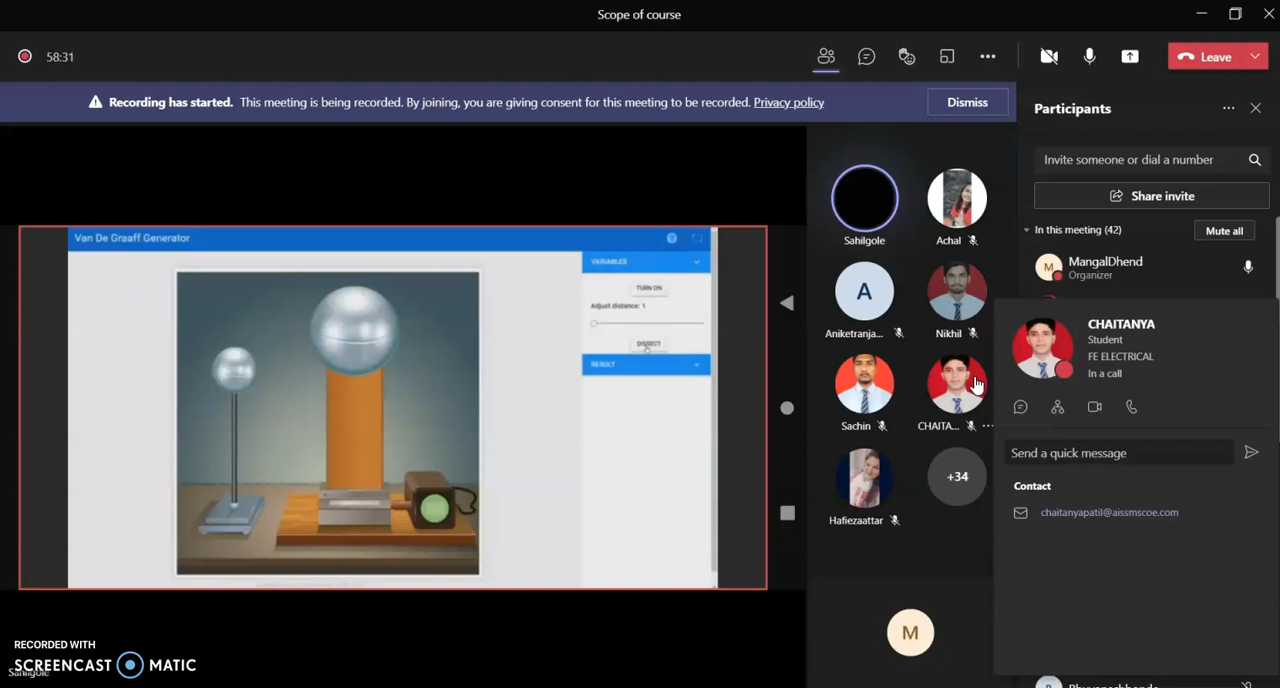 Scope of course
58:31
Leave
Recording has started. This meeting is being recorded. By joining, you are giving consent for this meeting to be recorded. Privacy policy
Dismiss
Participants
Invite someone or dial a number
Share invite
In this meeting (42)
Mute all
M
MangalDhend
Organizer
Van De Graaff Generator
VARIABLES
TURN ON
Adjust distance: 1
DISSECT
RESULT
Sahilgole
Achal
A
Aniketranja...
Nikhil
Sachin
CHAITA...
Hafiezaattar
+34
M
CHAITANYA
Student
FE ELECTRICAL
In a call
Send a quick message
Contact
chaitanyapatil@aissmscoe.com
RECORDED WITH
SCREENCAST MATIC
Sahilgole